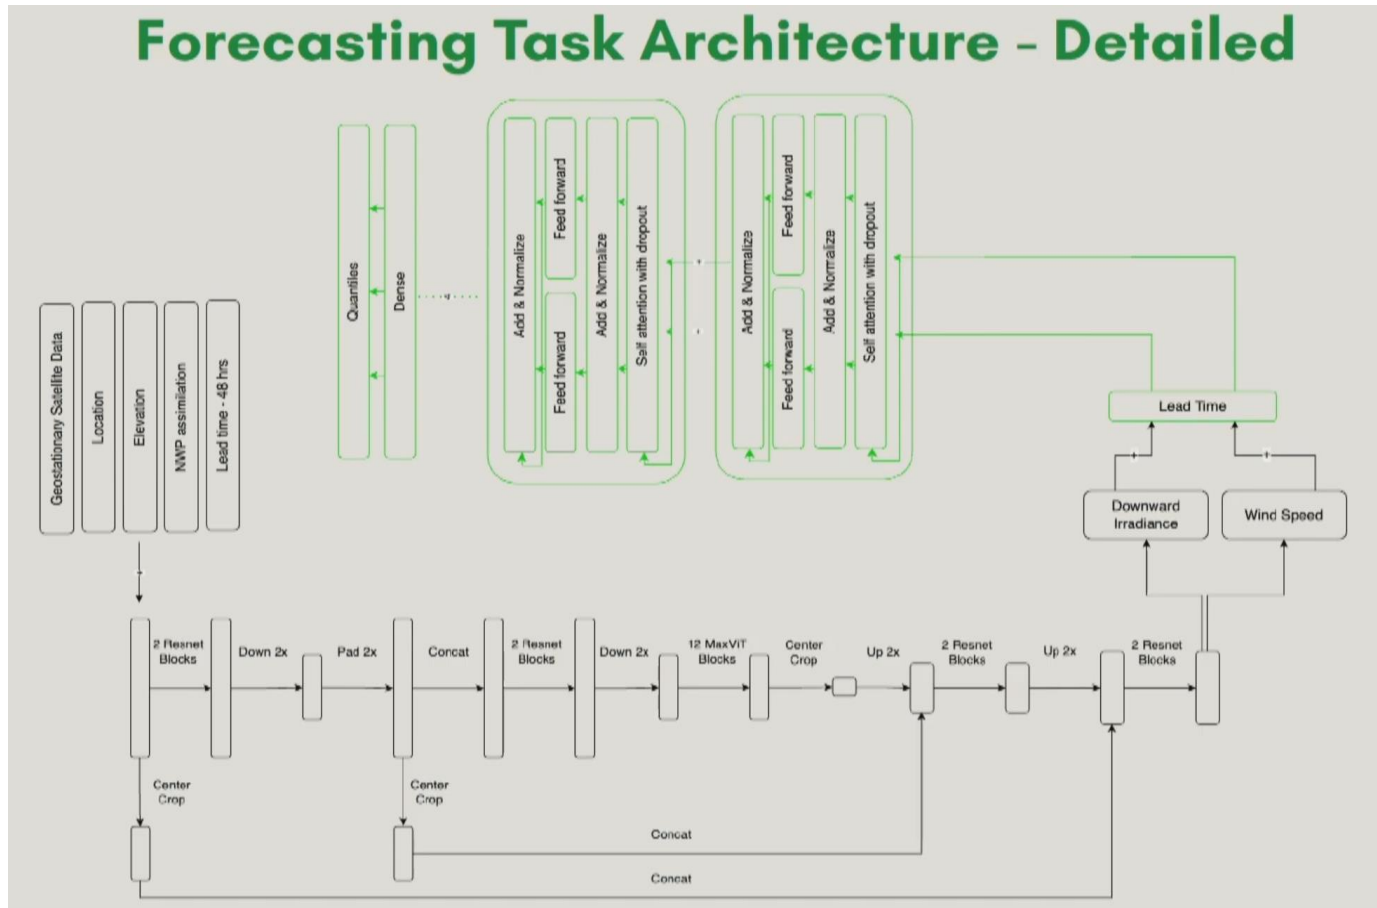 Forecasting Task Architecture - Detailed
Quantiles
Dense
Add & Normalize
Feed forward
Feed forward
Add & Normalize
Self attention with dropout
Add & Normalize
Feed forward
Feed forward
Add & Normalize
Self attention with dropout
Geostationary Satellite Data
Location
Elevation
NWP assimilation
Lead time - 48 hrs
Lead Time
Downward
Irradiance
Wind Speed
2 Resnet
Blocks
Down 2x
Pad 2x
Concat
2 Resnet
Blocks
Down 2x
12 MaxViT
Blocks
Center
Crop
Up 2x
2 Resnet
Blocks
Up 2x
2 Resnet
Blocks
Center
Crop
Center
Crop
Concat
Concat